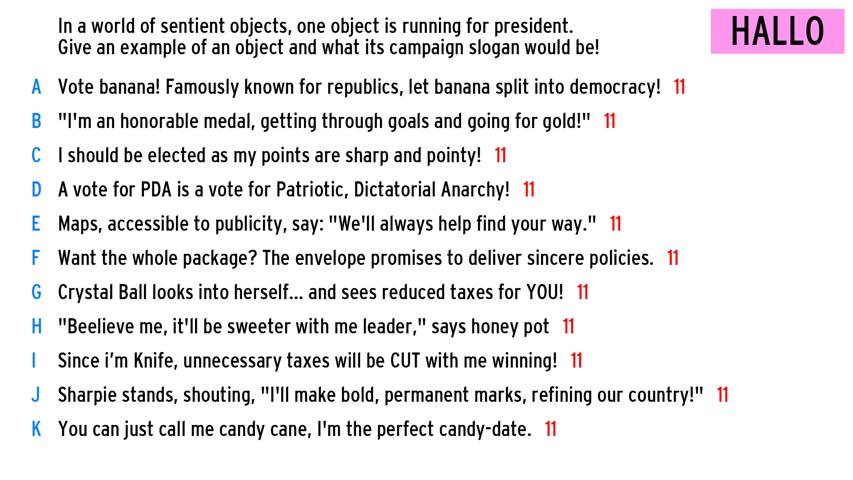 In a world of sentient objects, one object is running for president.
Give an example of an object and what its campaign slogan would be!
HALLO
A Vote banana! Famously known for republics, let banana split into democracy! 11
B "I'm an honorable medal, getting through goals and going for gold!" 11
C I should be elected as my points are sharp and pointy! 11
D A vote for PDA is a vote for Patriotic, Dictatorial Anarchy! 11
E Maps, accessible to publicity, say: "We'll always help find your way." 11
F Want the whole package? The envelope promises to deliver sincere policies. 11
G Crystal Ball looks into herself... and sees reduced taxes for YOU! 11
H "Beelieve me, it'll be sweeter with me leader," says honey pot 11
I Since i'm Knife, unnecessary taxes will be CUT with me winning! 11
J Sharpie stands, shouting, "I'll make bold, permanent marks, refining our country!" 11
K You can just call me candy cane, I'm the perfect candy-date. 11